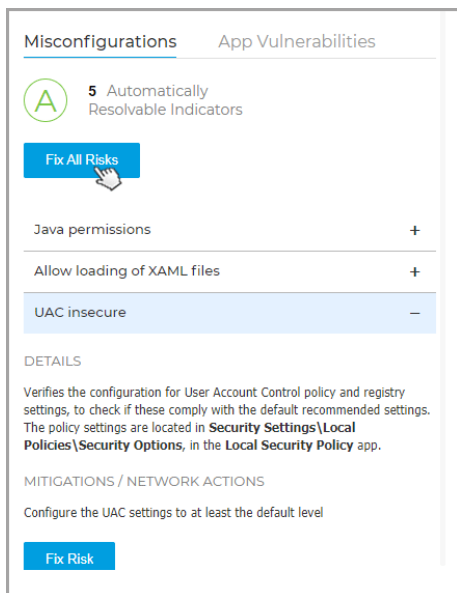 Misconfigurations App Vulnerabilities
A
5 Automatically
Resolvable Indicators
Fix All Risks
Java permissions +
Allow loading of XAML files +
UAC insecure –
DETAILS
Verifies the configuration for User Account Control policy and registry
settings, to check if these comply with the default recommended settings.
The policy settings are located in Security Settings\Local
Policies\Security Options, in the Local Security Policy app.
MITIGATIONS / NETWORK ACTIONS
Configure the UAC settings to at least the default level
Fix Risk